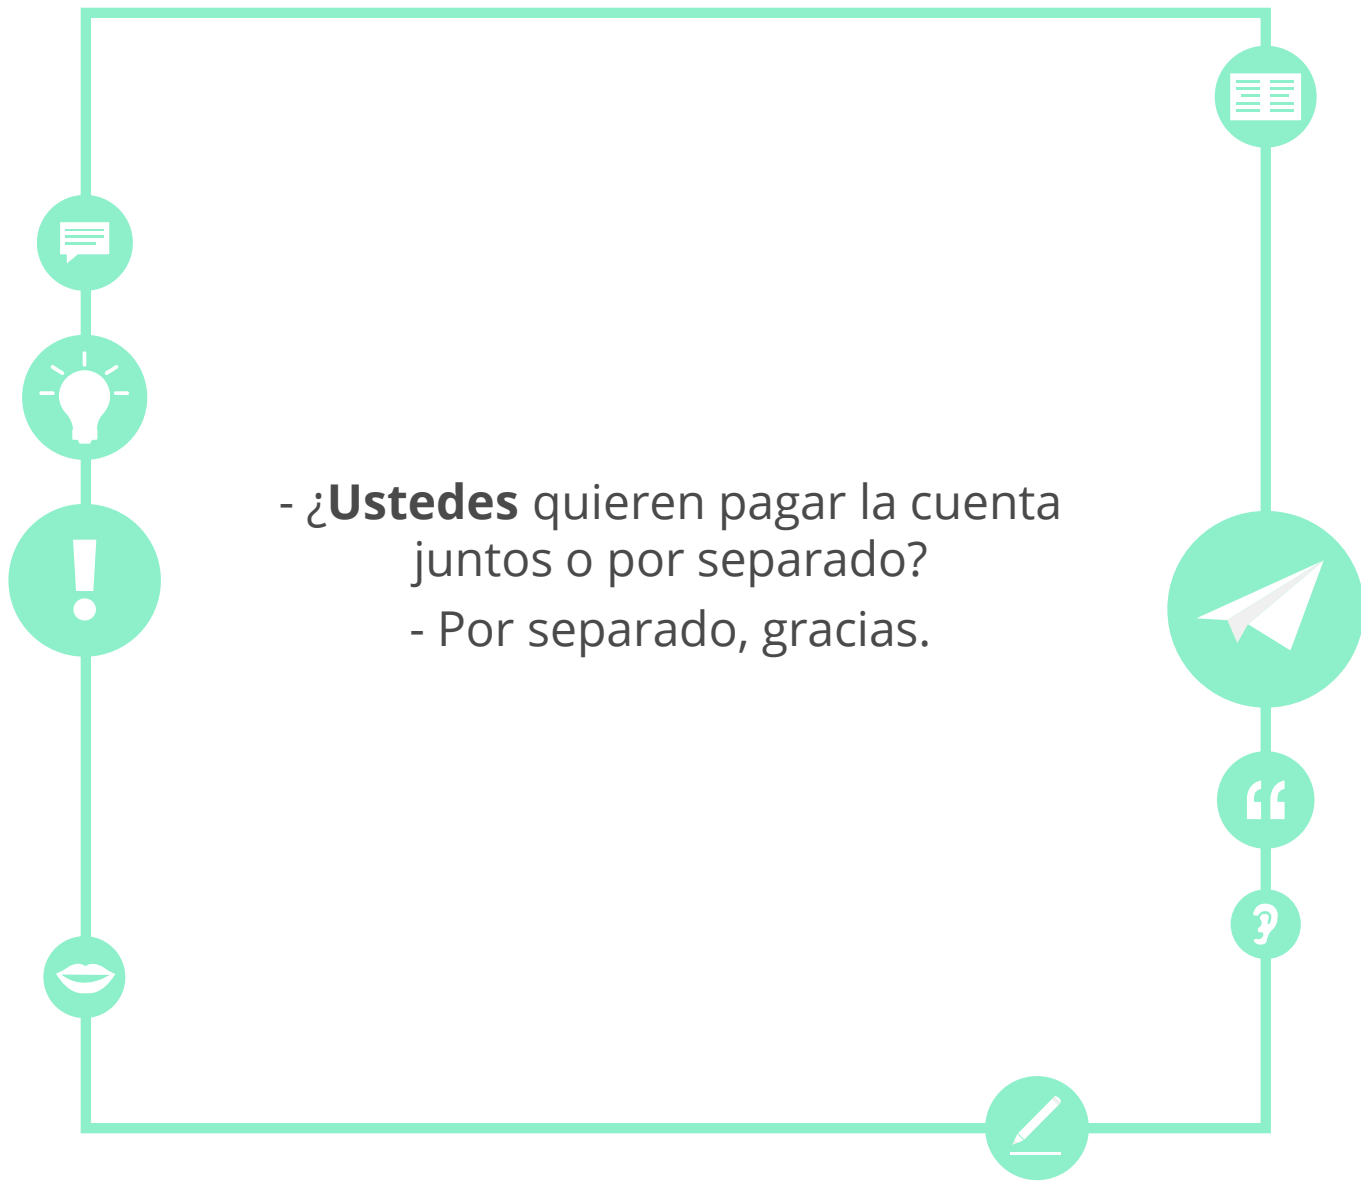 - ¿Ustedes quieren pagar la cuenta
juntos o por separado?
- Por separado, gracias.